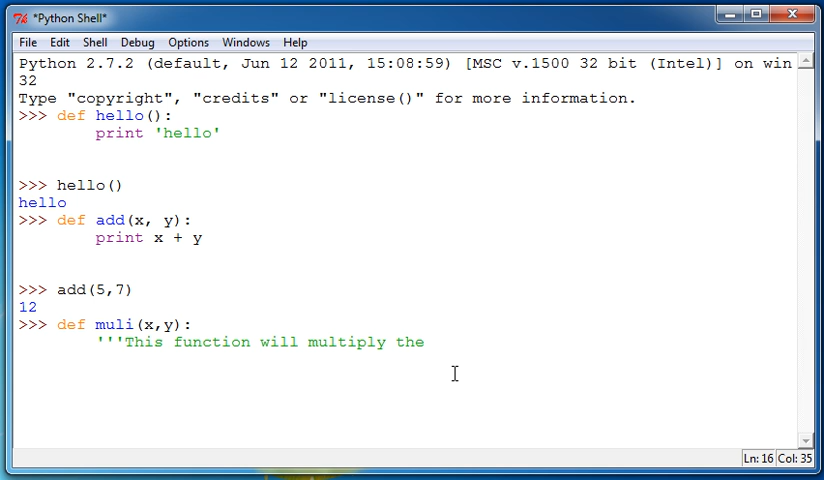 *Python Shell*
File Edit Shell Debug Options Windows Help
Python 2.7.2 (default, Jun 12 2011, 15:08:59) [MSC v.1500 32 bit (Intel)] on win
32
Type "copyright", "credits" or "license()" for more information.
>>> def hello():
print 'hello'
>>> hello()
hello
>>> def add(x, y):
print x + y
>>> add(5,7)
12
>>> def muli(x,y):
'''This function will multiply the
Ln: 16 Col: 35